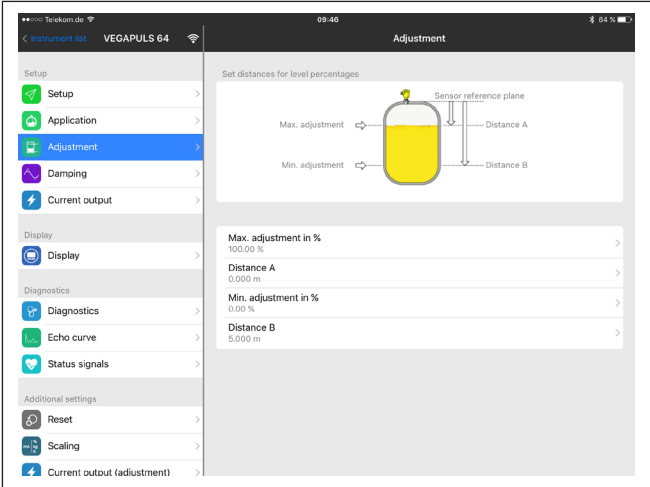 Telekom.de
09:46
64 %
Instrument list
VEGAPULS 64
Adjustment
Setup
Setup
Application
Adjustment
Damping
Current output
Display
Display
Diagnostics
Diagnostics
Echo curve
Status signals
Additional settings
Reset
Scaling
Current output (adjustment)
Set distances for level percentages
Sensor reference plane
Max. adjustment
Distance A
Min. adjustment
Distance B
Max. adjustment in %
100.00 %
Distance A
0.000 m
Min. adjustment in %
0.00 %
Distance B
5.000 m